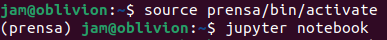 jam@oblivion:~$ source prensa/bin/activate
(prensa) jam@oblivion:~$ jupyter notebook